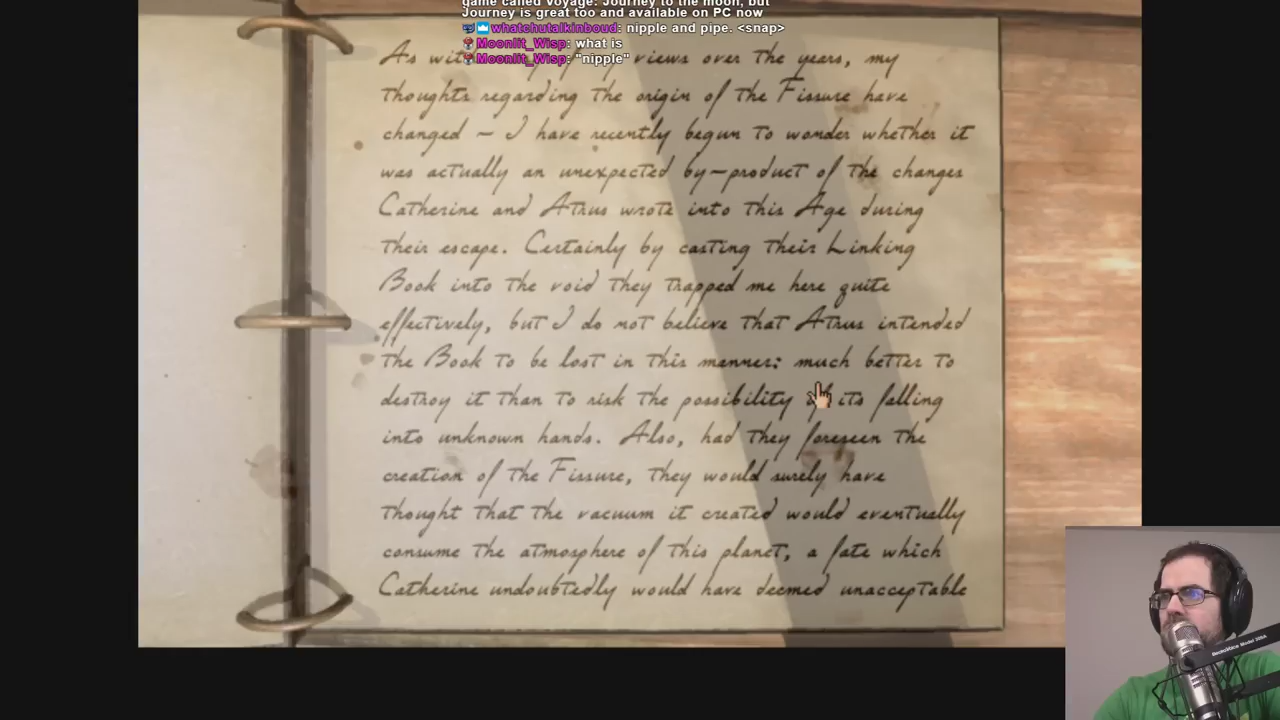 game called Voyage: Journey to the moon, but
Journey is great too and available on PC now
whatchutalkinboud: nipple and pipe. <snap>
Moonlit_Wisp: what is
Moonlit_Wisp: "nipple"
As wit views over the years, my
thoughts regarding the origin of the Fissure have
changed – I have recently begun to wonder whether it
was actually an unexpected by-product of the changes
Catherine and Atrus wrote into this Age during
their escape. Certainly by casting their Linking
Book into the void they trapped me here quite
effectively, but I do not believe that Atrus intended
the Book to be lost in this manner: much better to
destroy it than to risk the possibility of its falling
into unknown hands. Also, had they foreseen the
creation of the Fissure, they would surely have
thought that the vacuum it created would eventually
consume the atmosphere of this planet, a fate which
Catherine undoubtedly would have deemed unacceptable